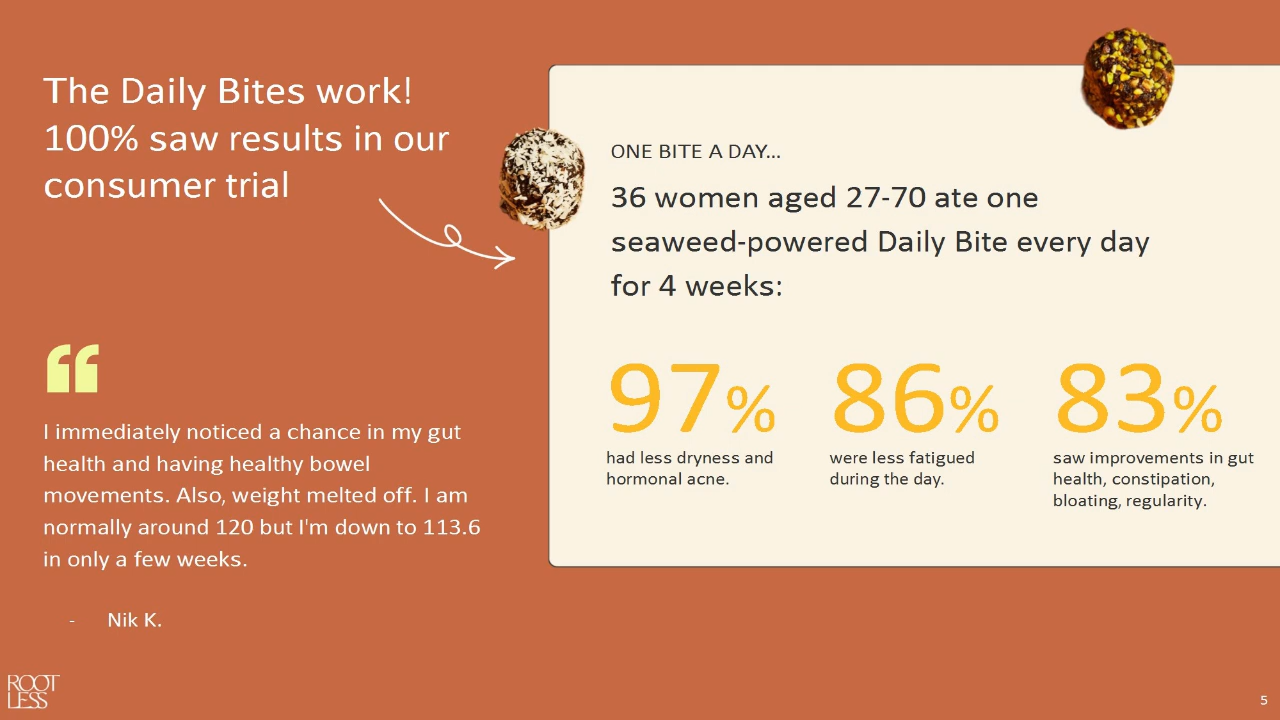 The Daily Bites work!
100% saw results in our
consumer trial
ONE BITE A DAY...
36 women aged 27-70 ate one
seaweed-powered Daily Bite every day
for 4 weeks:
97%
had less dryness and
hormonal acne.
86%
were less fatigued
during the day.
83%
saw improvements in gut
health, constipation,
bloating, regularity.
“
I immediately noticed a chance in my gut
health and having healthy bowel
movements. Also, weight melted off. I am
normally around 120 but I'm down to 113.6
in only a few weeks.
- Nik K.
ROOT
LESS
5